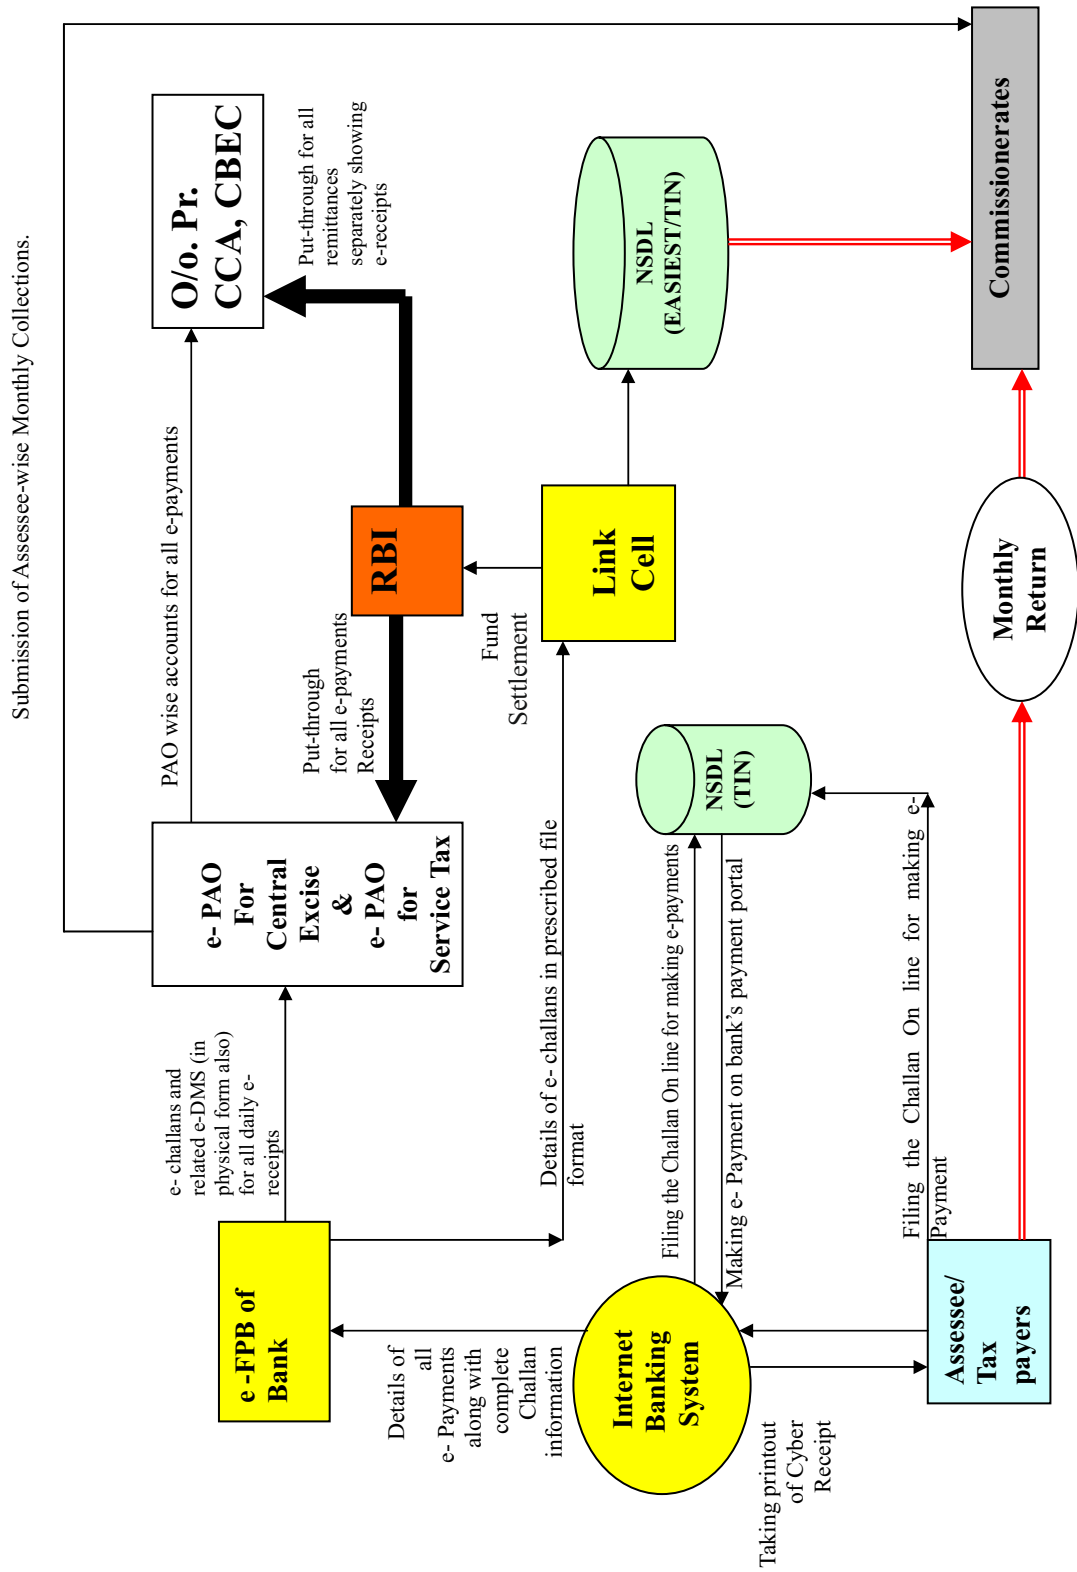 Submission of Assessee-wise Monthly Collections.
e- challans and
related e-DMS (in
physical form also)
for all daily e-
receipts
e- PAO
For
Central
Excise
&
e- PAO
for
Service Tax
PAO wise accounts for all e-payments
O/o. Pr.
CCA, CBEC
Put-through for all
remittances
separately showing
e-receipts
e -FPB of
Bank
Put-through
for all e-payments
Receipts
RBI
Details of
all
e- Payments
along with
complete
Challan
information
Fund
Settlement
Details of e- challans in prescribed file
format
Link
Cell
NSDL
(EASIEST/TIN)
Internet
Banking
System
Filing the Challan On line for making e-payments
Making e- Payment on bank’s payment portal
NSDL
(TIN)
Taking printout
of Cyber
Receipt
Filing the Challan On line for making e-
Payment
Assessee/
Tax
payers
Monthly
Return
Commissionerates